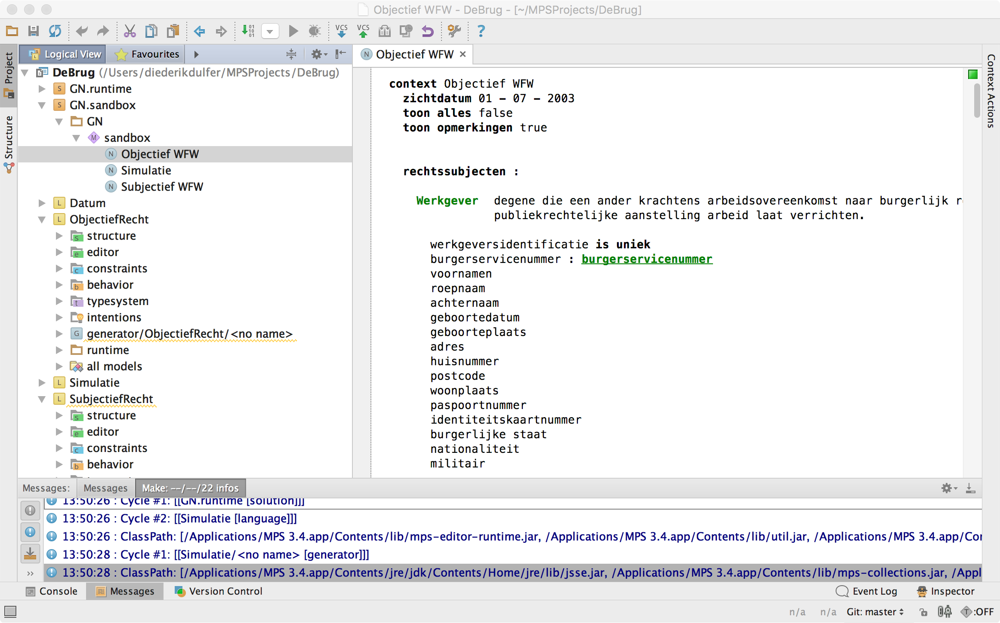 Objectief WFW - DeBrug - [~/MPSProjects/DeBrug]
VCS VCS ?
Project
Structure
Logical View
Favourites
DeBrug (/Users/diederikdulfer/MPSProjects/DeBrug)
S GN.runtime
S GN.sandbox
GN
M sandbox
N Objectief WFW
N Simulatie
N Subjectief WFW
L Datum
L ObjectiefRecht
s structure
e editor
c constraints
b behavior
t typesystem
intentions
G generator/ObjectiefRecht/<no name>
runtime
all models
L Simulatie
L SubjectiefRecht
s structure
e editor
c constraints
b behavior
N Objectief WFW
context Objectief WFW
zichtdatum 01 - 07 - 2003
toon alles false
toon opmerkingen true
rechtssubjecten :
Werkgever degene die een ander krachtens arbeidsovereenkomst naar burgerlijk
publiekrechtelijke aanstelling arbeid laat verrichten.
werkgeversidentificatie is uniek
burgerservicenummer : burgerservicenummer
voornamen
roepnaam
achternaam
geboortedatum
geboorteplaats
adres
huisnummer
postcode
woonplaats
paspoortnummer
identiteitskaartnummer
burgerlijke staat
nationaliteit
militair
Context Actions
Messages: Messages Make: --/--/22 infos
13:50:26 : Cycle #1: [[GN.runtime [solution]]]
13:50:26 : Cycle #2: [[Simulatie [language]]]
13:50:26 : ClassPath: [/Applications/MPS 3.4.app/Contents/lib/mps-editor-runtime.jar, /Applications/MPS 3.4.app/Contents/lib/util.jar, /Applications/MPS 3.4.app/Cor
13:50:28 : Cycle #1: [[Simulatie/<no name> [generator]]]
13:50:28 : ClassPath: [/Applications/MPS 3.4.app/Contents/jre/jdk/Contents/Home/jre/lib/jsse.jar, /Applications/MPS 3.4.app/Contents/lib/mps-collections.jar, /Appl
Console Messages Version Control Event Log Inspector
n/a n/a Git: master T :OFF